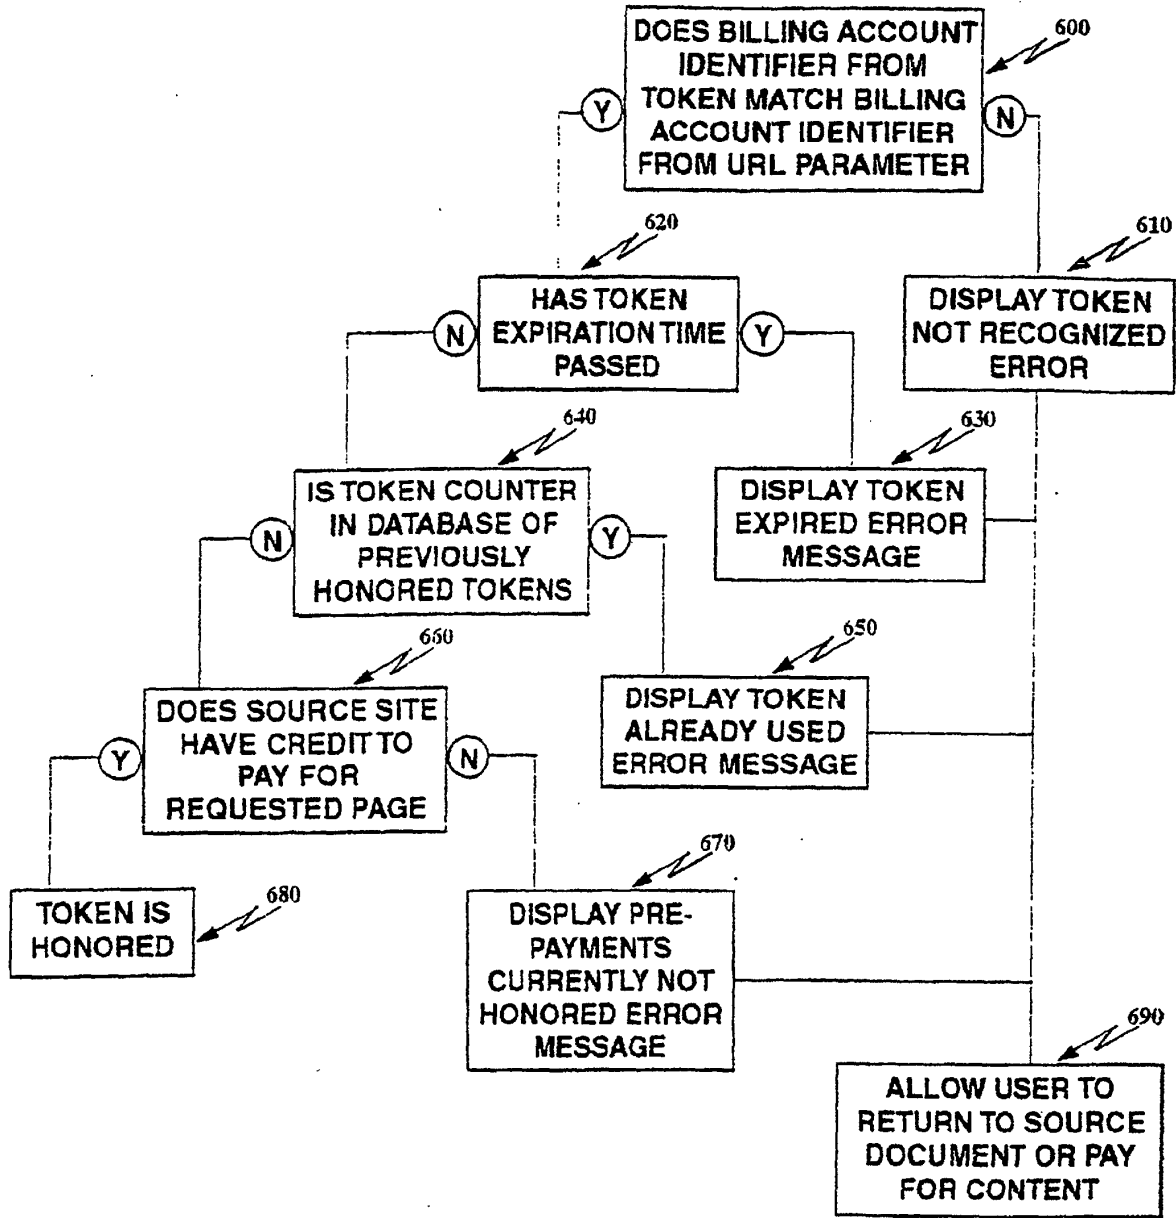 DOES BILLING ACCOUNT
IDENTIFIER FROM
TOKEN MATCH BILLING
ACCOUNT IDENTIFIER
FROM URL PARAMETER
600
Y
N
620
HAS TOKEN
EXPIRATION TIME
PASSED
N
Y
610
DISPLAY TOKEN
NOT RECOGNIZED
ERROR
640
IS TOKEN COUNTER
IN DATABASE OF
PREVIOUSLY
HONORED TOKENS
N
Y
630
DISPLAY TOKEN
EXPIRED ERROR
MESSAGE
660
DOES SOURCE SITE
HAVE CREDIT TO
PAY FOR
REQUESTED PAGE
Y
N
650
DISPLAY TOKEN
ALREADY USED
ERROR MESSAGE
680
TOKEN IS
HONORED
670
DISPLAY PRE-
PAYMENTS
CURRENTLY NOT
HONORED ERROR
MESSAGE
690
ALLOW USER TO
RETURN TO SOURCE
DOCUMENT OR PAY
FOR CONTENT